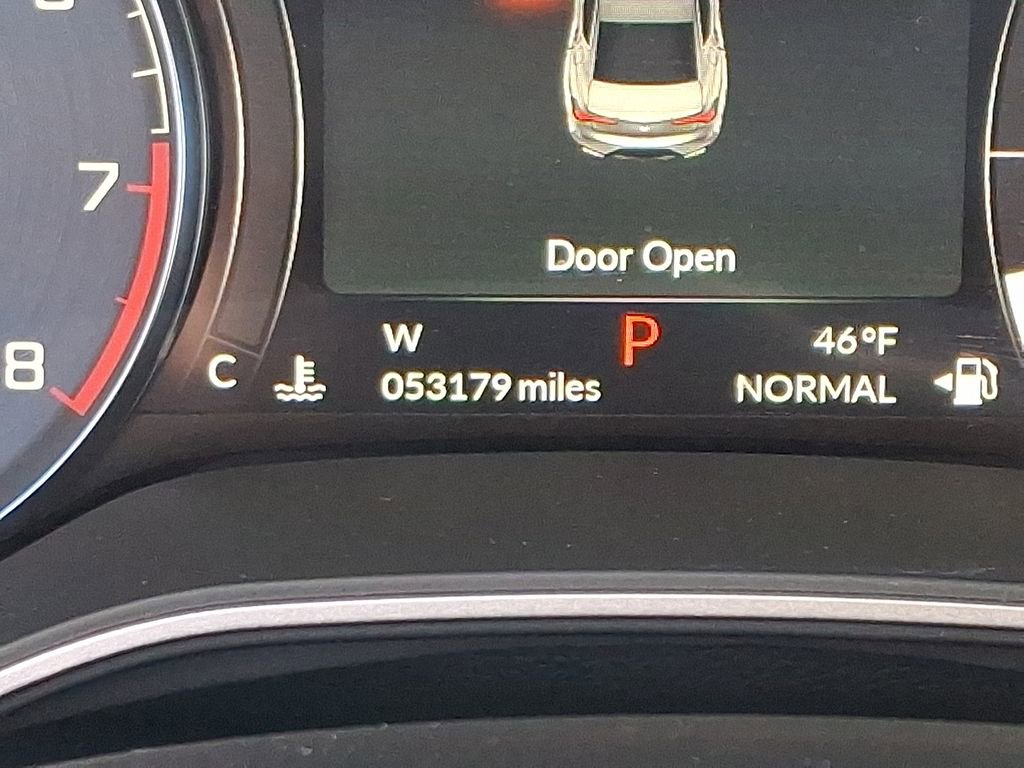 7
8
Door Open
W P 46°F
C 053179 miles NORMAL